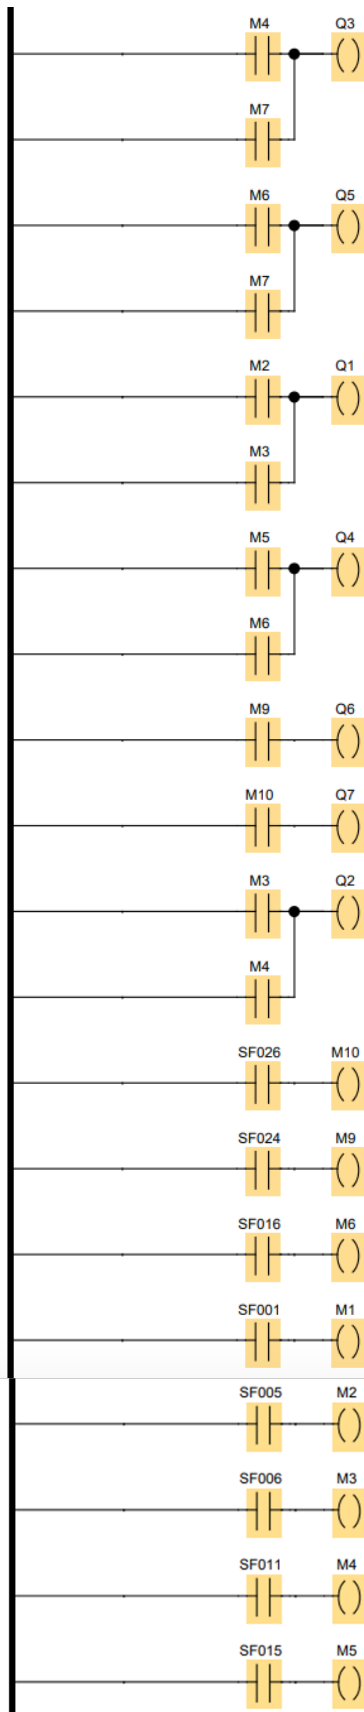 M4 Q3
M7
M6 Q5
M7
M2 Q1
M3
M5 Q4
M6
M9 Q6
M10 Q7
M3 Q2
M4
SF026 M10
SF024 M9
SF016 M6
SF001 M1
SF005 M2
SF006 M3
SF011 M4
SF015 M5